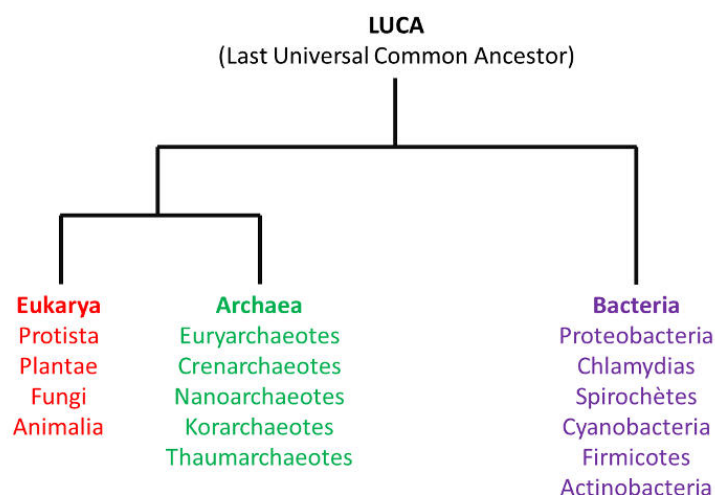 LUCA
(Last Universal Common Ancestor)
Eukarya
Protista
Plantae
Fungi
Animalia
Archaea
Euryarchaeotes
Crenarchaeotes
Nanoarchaeotes
Korarchaeotes
Thaumarchaeotes
Bacteria
Proteobacteria
Chlamydias
Spirochètes
Cyanobacteria
Firmicotes
Actinobacteria